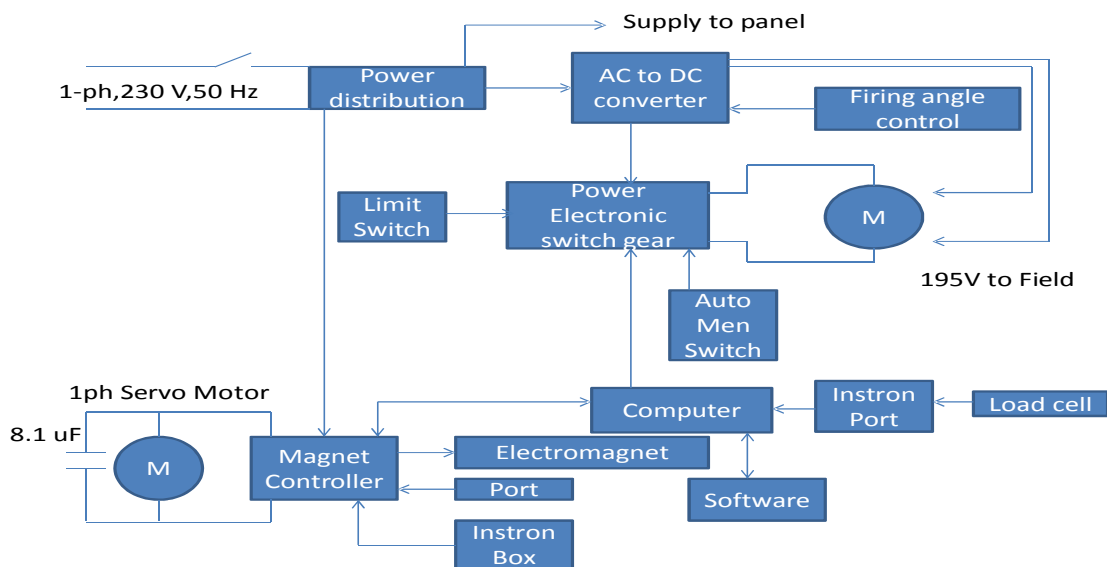 Supply to panel
1-ph,230 V,50 Hz
Power
distribution
AC to DC
converter
Firing angle
control
Limit
Switch
Power
Electronic
switch gear
M
195V to Field
Auto
Men
Switch
1ph Servo Motor
8.1 uF
M
Magnet
Controller
Computer
Instron
Port
Load cell
Electromagnet
Port
Software
Instron
Box